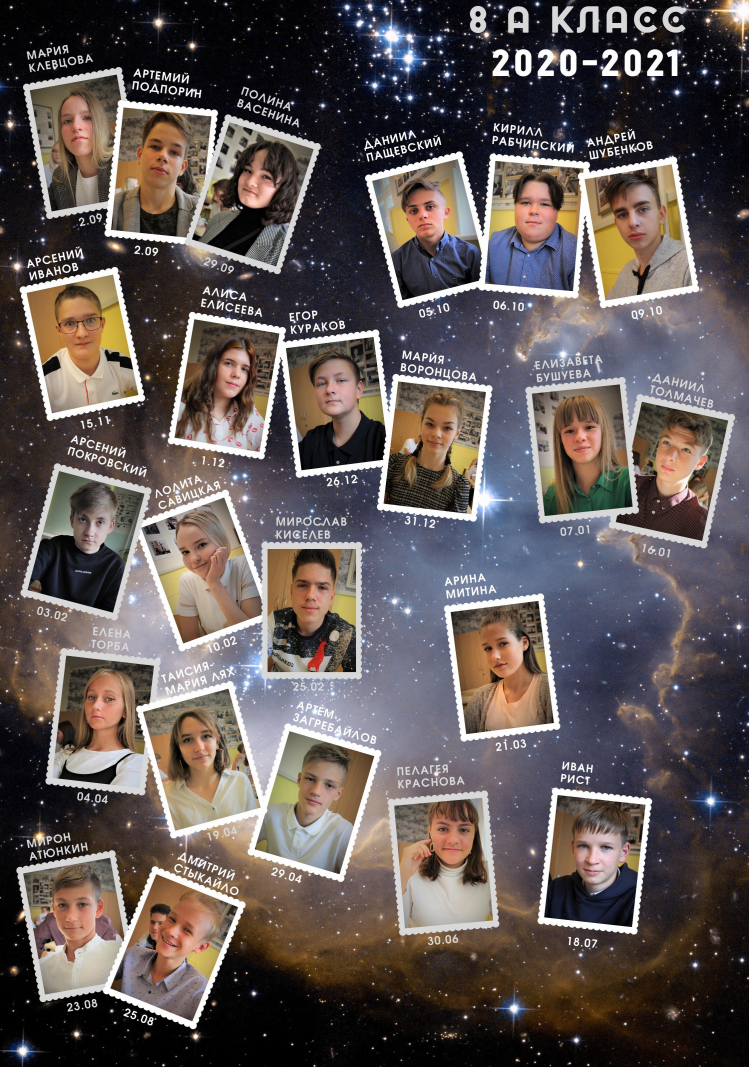 8 А КЛАСС
2020-2021
МАРИЯ
КЛЕВЦОВА
2.09
АРТЕМИЙ
ПОДПОРИН
2.09
ПОЛИНА
ВАСЕНИНА
29.09
ДАНИИЛ
ПАЩЕВСКИЙ
05.10
КИРИЛЛ
РАБЧИНСКИЙ
06.10
АНДРЕЙ
ШУБЕНКОВ
09.10
АРСЕНИЙ
ИВАНОВ
15.11
АЛИСА
ЕЛИСЕЕВА
1.12
ЕГОР
КУРАКОВ
26.12
МАРИЯ
ВОРОНЦОВА
31.12
ЕЛИЗАВЕТА
БУШУЕВА
07.01
ДАНИИЛ
ТОЛМАЧЕВ
16.01
АРСЕНИЙ
ПОКРОВСКИЙ
03.02
ЛОЛИТА
САВИЦКАЯ
10.02
МИРОСЛАВ
КИСЕЛЕВ
25.02
АРИНА
МИТИНА
21.03
ЕЛЕНА
ТОРБА
04.04
ТАИСИЯ-
МАРИЯ ЛЯХ
19.04
АРТЕМ
ЗАГРЕБАЙЛОВ
29.04
ПЕЛАГЕЯ
КРАСНОВА
30.06
ИВАН
РИСТ
18.07
МИРОН
АТЮНКИН
23.08
ДМИТРИЙ
СТЫКАЙЛО
25.08